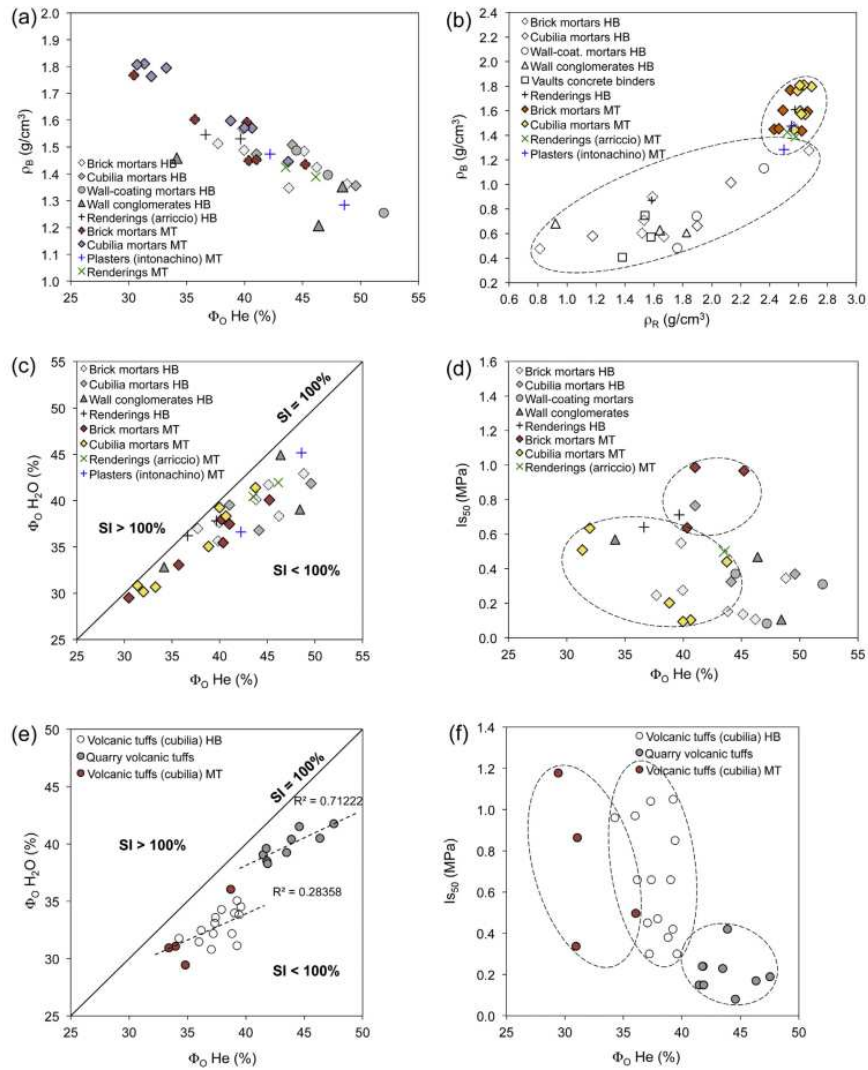 (a)
2.0
1.9
1.8
1.7
1.6
1.5
1.4
1.3
1.2
1.1
1.0
ρB (g/cm³)
Brick mortars HB
Cubilia mortars HB
Wall-coating mortars HB
Wall conglomerates HB
Renderings (arriccio) HB
Brick mortars MT
Cubilia mortars MT
Plasters (intonachino) MT
Renderings MT
25 30 35 40 45 50 55
ΦO He (%)
(b)
2.0
1.8
1.6
1.4
1.2
1.0
0.8
0.6
0.4
0.2
ρB (g/cm³)
Brick mortars HB
Cubilia mortars HB
Wall-coat. mortars HB
Wall conglomerates HB
Vaults concrete binders
Renderings HB
Brick mortars MT
Cubilia mortars MT
Renderings (arriccio) MT
Plasters (intonachino) MT
0.6 0.9 1.2 1.5 1.8 2.1 2.4 2.7 3.0
ρR (g/cm³)
(c)
55
50
45
40
35
30
25
ΦO H2O (%)
Brick mortars HB
Cubilia mortars HB
Wall conglomerates HB
Renderings HB
Brick mortars MT
Cubilia mortars MT
Renderings (arriccio) MT
Plasters (intonachino) MT
SI = 100%
SI > 100%
SI < 100%
25 30 35 40 45 50 55
ΦO He (%)
(d)
1.6
1.4
1.2
1.0
0.8
0.6
0.4
0.2
0.0
Is50 (MPa)
Brick mortars HB
Cubilia mortars HB
Wall-coating mortars
Wall conglomerates
Renderings HB
Brick mortars MT
Cubilia mortars MT
Renderings (arriccio) MT
25 30 35 40 45 50 55
ΦO He (%)
(e)
50
45
40
35
30
25
ΦO H2O (%)
Volcanic tuffs (cubilia) HB
Quarry volcanic tuffs
Volcanic tuffs (cubilia) MT
SI = 100%
R² = 0.71222
SI > 100%
R² = 0.28358
SI < 100%
25 30 35 40 45 50
ΦO He (%)
(f)
1.4
1.2
1.0
0.8
0.6
0.4
0.2
0.0
Is50 (MPa)
Volcanic tuffs (cubilia) HB
Quarry volcanic tuffs
Volcanic tuffs (cubilia) MT
25 30 35 40 45 50
ΦO He (%)